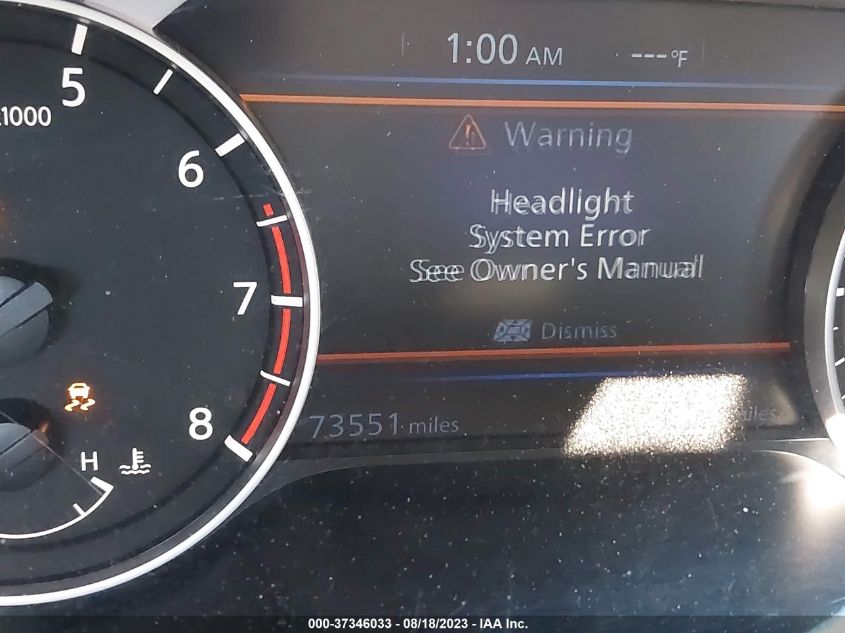 1:00 AM
---°F
5
x1000
6
Warning
Headlight
System Error
See Owner's Manual
7
Dismiss
8
73551 miles
miles
H
000-37346033 - 08/18/2023 - IAA Inc.